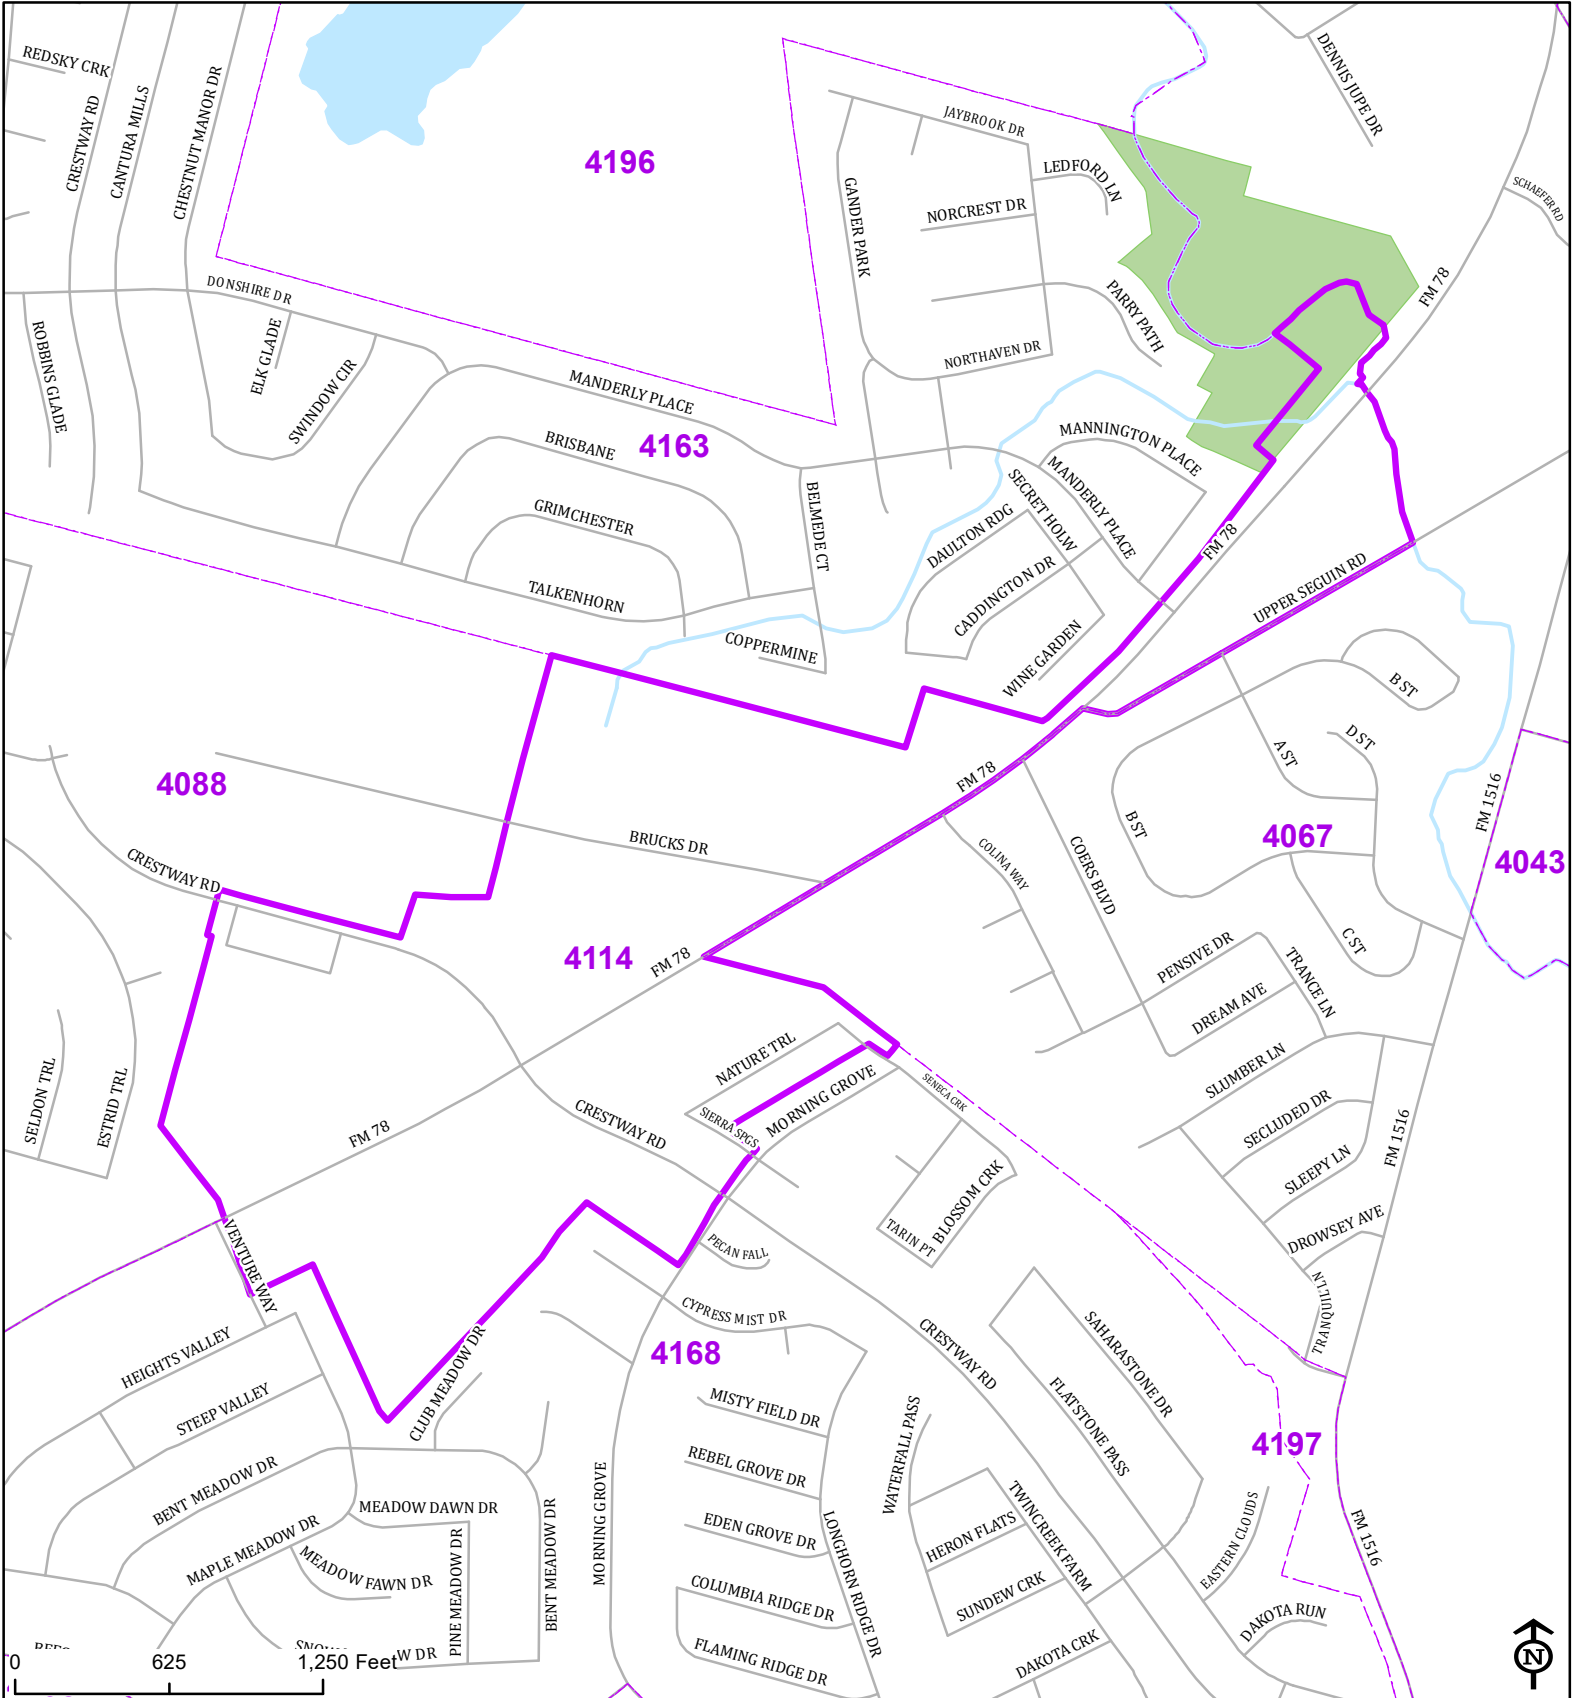 REDSKY CRK
CRESTWAY RD
CANTURA MILLS
CHESTNUT MANOR DR
4196
JAYBROOK DR
DENNIS JUPE DR
LEDFORD LN
SCHAEFER RD
NORCREST DR
GANDER PARK
DONSHIRE DR
PARRY PATH
FM 78
ROBBINS GLADE
ELK GLADE
SWINDOW CIR
NORTHAVEN DR
MANDERLY PLACE
4163
BRISBANE
MANNINGTON PLACE
MANDERLY PLACE
SECRET HOLW
BELMEDE CT
GRIMCHESTER
DAULTON RDG
FM 78
CADDINGTON DR
UPPER SEGUIN RD
TALKENHORN
COPPERMINE
WINE GARDEN
B ST
D ST
A ST
4088
FM 78
FM 1516
BRUCKS DR
B ST
4067
4043
COLINA WAY
COERS BLVD
CRESTWAY RD
4114
FM 78
PENSIVE DR
C ST
TRANCE LN
DREAM AVE
NATURE TRL
SLUMBER LN
SENECA CRK
MORNING GROVE
SIERRA SPGS
SELDON TRL
ESTRID TRL
FM 78
CRESTWAY RD
SECLUDED DR
FM 1516
SLEEPY LN
BLOSSOM CRK
TARIN PT
DROWSEY AVE
VENTURE WAY
PECAN FALL
TRANQUIL LN
CYPRESS MIST DR
SAHARASTONE DR
HEIGHTS VALLEY
CLUB MEADOW DR
4168
CRESTWAY RD
STEEP VALLEY
MISTY FIELD DR
FLATSTONE PASS
WATERFALL PASS
4197
BENT MEADOW DR
REBEL GROVE DR
MEADOW DAWN DR
MORNING GROVE
BENT MEADOW DR
TWINCREEK FARM
FM 1516
EDEN GROVE DR
LONGHORN RIDGE DR
HERON FLATS
EASTERN CLOUDS
MAPLE MEADOW DR
PINE MEADOW DR
MEADOW FAWN DR
COLUMBIA RIDGE DR
SUNDEW CRK
DAKOTA RUN
FLAMING RIDGE DR
DAKOTA CRK
W DR
0 625 1,250 Feet
N